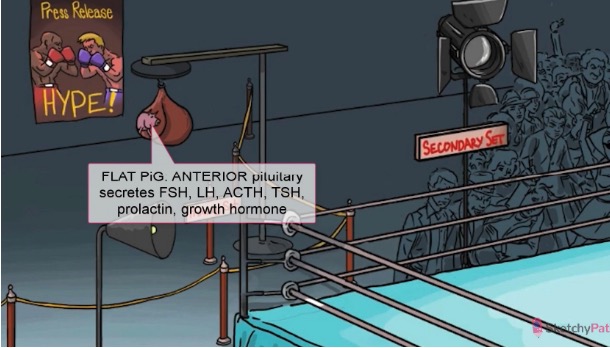 Press Release
HYPE!
SECONDARY SET
FLAT PiG. ANTERIOR pituitary
secretes FSH, LH, ACTH, TSH,
prolactin, growth hormone
SketchyPath